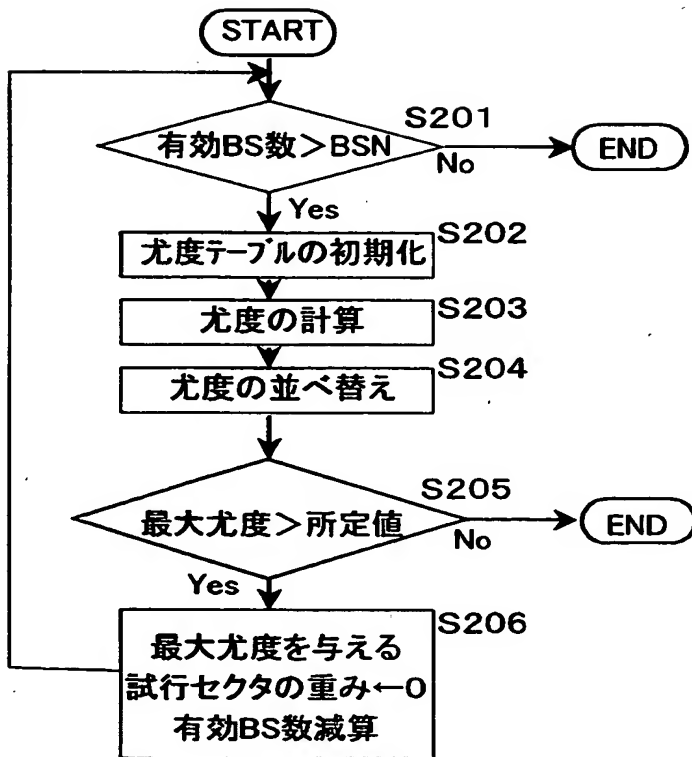 START
S201
有効BS数＞BSN
No
END
Yes
S202
尤度テーブルの初期化
S203
尤度の計算
S204
尤度の並べ替え
S205
最大尤度＞所定値
No
END
Yes
S206
最大尤度を与える
試行セクタの重み←0
有効BS数減算